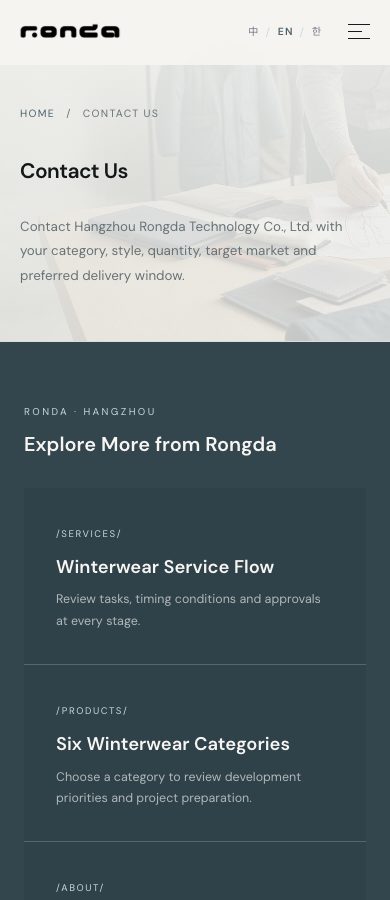 ronda
中 / EN / 한
HOME / CONTACT US
Contact Us
Contact Hangzhou Rongda Technology Co., Ltd. with
your category, style, quantity, target market and
preferred delivery window.
RONDA · HANGZHOU
Explore More from Rongda
/SERVICES/
Winterwear Service Flow
Review tasks, timing conditions and approvals
at every stage.
/PRODUCTS/
Six Winterwear Categories
Choose a category to review development
priorities and project preparation.
/ABOUT/